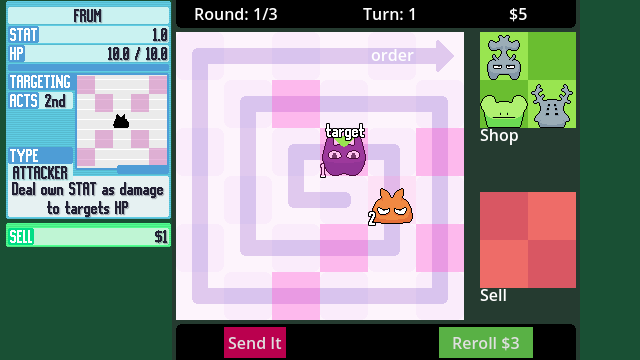 FRUM
STAT 1.0
HP 10.0 / 10.0
TARGETING
ACTS 2nd
TYPE
ATTACKER
Deal own STAT as damage
to targets HP
SELL $1
Round: 1/3 Turn: 1 $5
order
target
1
2
Shop
Sell
Send It
Reroll $3